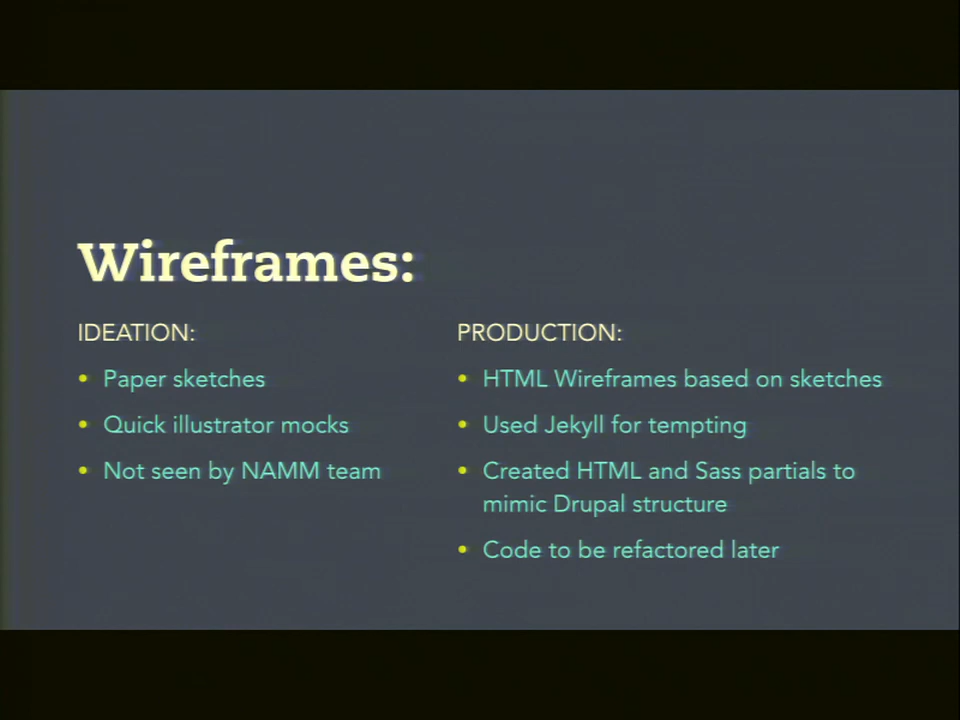 Wireframes:
IDEATION:
• Paper sketches
• Quick illustrator mocks
• Not seen by NAMM team
PRODUCTION:
• HTML Wireframes based on sketches
• Used Jekyll for tempting
• Created HTML and Sass partials to
mimic Drupal structure
• Code to be refactored later